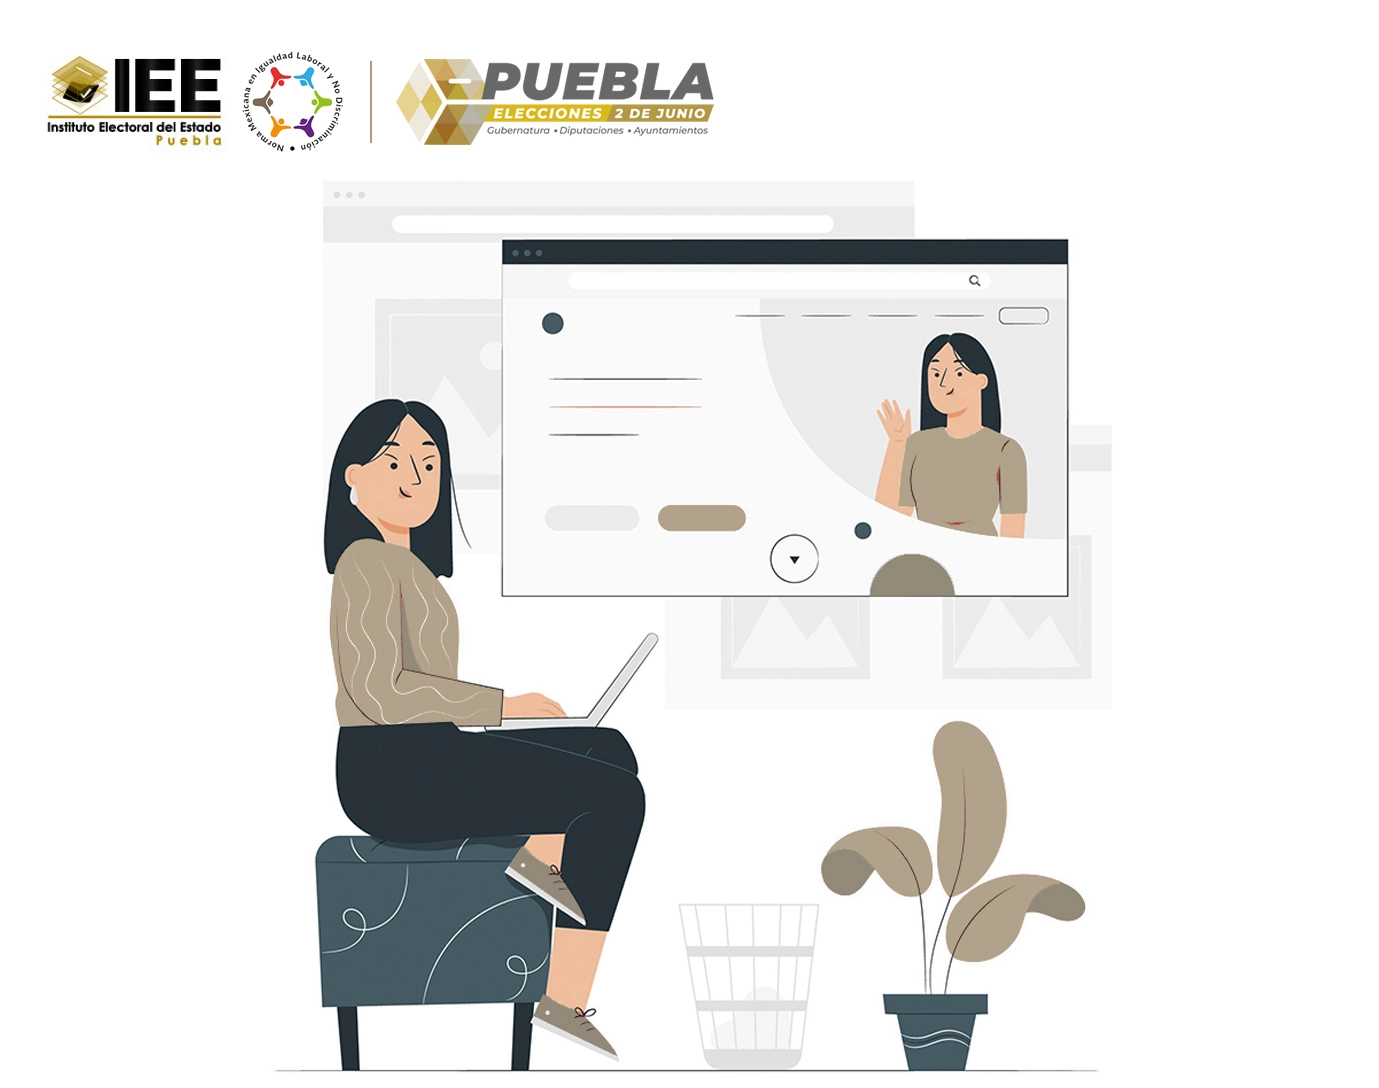 IEE
Instituto Electoral del Estado
Puebla
Norma Mexicana en Igualdad Laboral y No Discriminación •
PUEBLA
ELECCIONES 2 DE JUNIO
Gubernatura • Diputaciones • Ayuntamientos